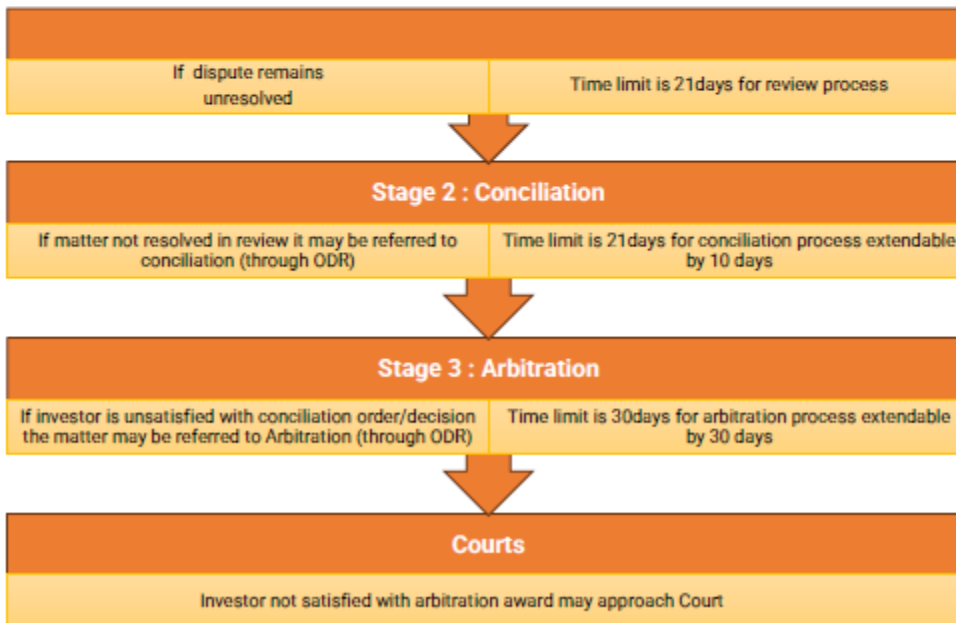 If dispute remains
unresolved
Time limit is 21days for review process
Stage 2 : Conciliation
If matter not resolved in review it may be referred to
conciliation (through ODR)
Time limit is 21days for conciliation process extendable
by 10 days
Stage 3 : Arbitration
If investor is unsatisfied with conciliation order/decision
the matter may be referred to Arbitration (through ODR)
Time limit is 30days for arbitration process extendable
by 30 days
Courts
Investor not satisfied with arbitration award may approach Court